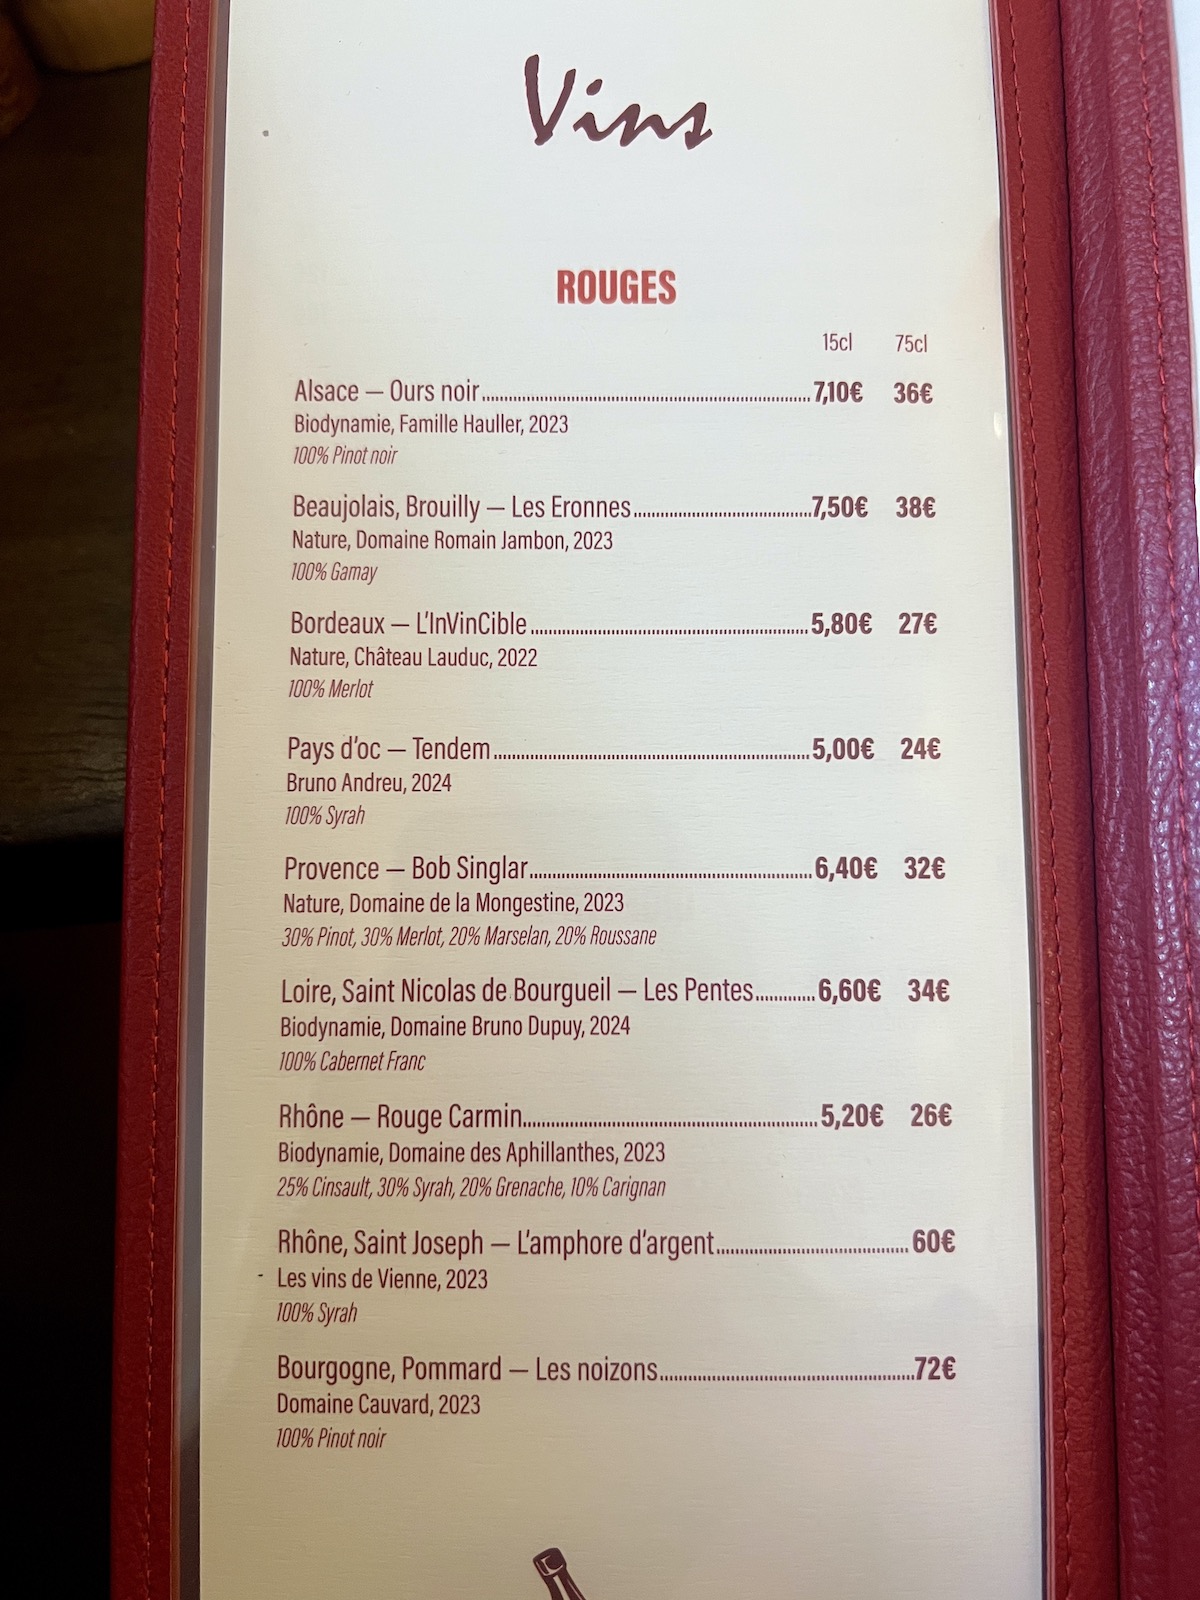 Vins
ROUGES
15cl 75cl
Alsace — Ours noir 7,10€ 36€
Biodynamie, Famille Hauller, 2023
100% Pinot noir
Beaujolais, Brouilly — Les Eronnes 7,50€ 38€
Nature, Domaine Romain Jambon, 2023
100% Gamay
Bordeaux — L'InVinCible 5,80€ 27€
Nature, Château Lauduc, 2022
100% Merlot
Pays d'oc — Tendem 5,00€ 24€
Bruno Andreu, 2024
100% Syrah
Provence — Bob Singlar 6,40€ 32€
Nature, Domaine de la Mongestine, 2023
30% Pinot, 30% Merlot, 20% Marselan, 20% Roussane
Loire, Saint Nicolas de Bourgueil — Les Pentes 6,60€ 34€
Biodynamie, Domaine Bruno Dupuy, 2024
100% Cabernet Franc
Rhône — Rouge Carmin 5,20€ 26€
Biodynamie, Domaine des Aphillanthes, 2023
25% Cinsault, 30% Syrah, 20% Grenache, 10% Carignan
Rhône, Saint Joseph — L'amphore d'argent 60€
Les vins de Vienne, 2023
100% Syrah
Bourgogne, Pommard — Les noizons 72€
Domaine Cauvard, 2023
100% Pinot noir